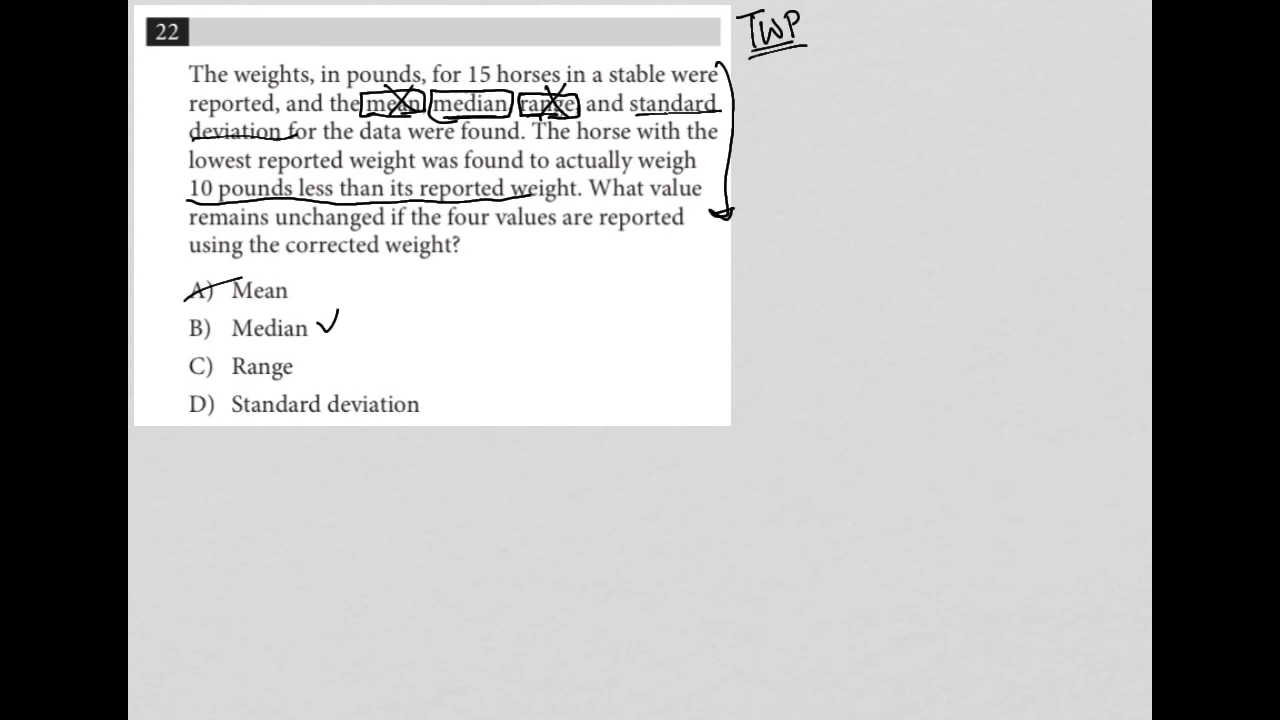 22
TWP
The weights, in pounds, for 15 horses in a stable were
reported, and the mean, median, range, and standard
deviation for the data were found. The horse with the
lowest reported weight was found to actually weigh
10 pounds less than its reported weight. What value
remains unchanged if the four values are reported
using the corrected weight?
A) Mean
B) Median
C) Range
D) Standard deviation